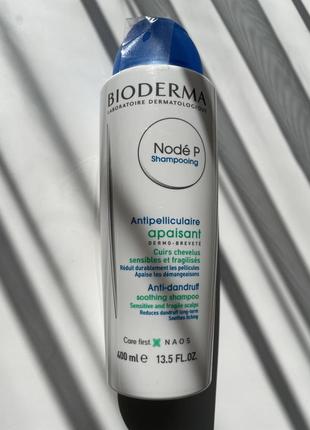 BIODERMA
LABORATOIRE DERMATOLOGIQUE
Nodé P
Shampooing
Antipelliculaire
apaisant
DERMO-BREVETÉ
Cuirs chevelus
sensibles et fragilisés
Réduit durablement les pellicules
Apaise les démangeaisons
Anti-dandruff
soothing shampoo
Sensitive and fragile scalps
Reduces dandruff long-term
Soothes itching
Care first NAOS
400 ml e 13.5 FL.OZ.